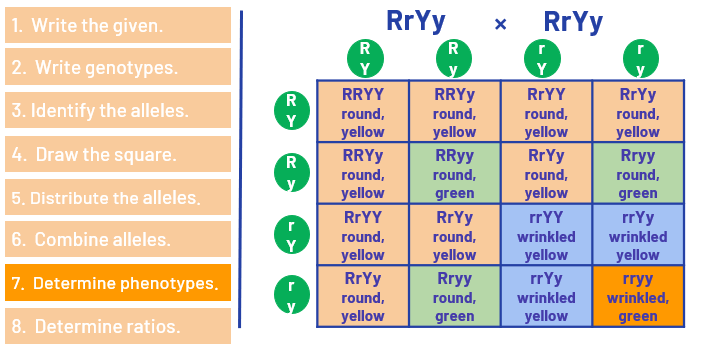 1. Write the given.
2. Write genotypes.
3. Identify the alleles.
4. Draw the square.
5. Distribute the alleles.
6. Combine alleles.
7. Determine phenotypes.
8. Determine ratios.
RrYy × RrYy
R R r r
Y y Y y
R RRYY RRYy RrYY RrYy
Y round, round, round, round,
yellow yellow yellow yellow
R RRYy RRyy RrYy Rryy
y round, round, round, round,
yellow green yellow green
r RrYY RrYy rrYY rrYy
Y round, round, wrinkled wrinkled
yellow yellow yellow yellow
r RrYy Rryy rrYy rryy
y round, round, wrinkled wrinkled,
yellow green yellow green